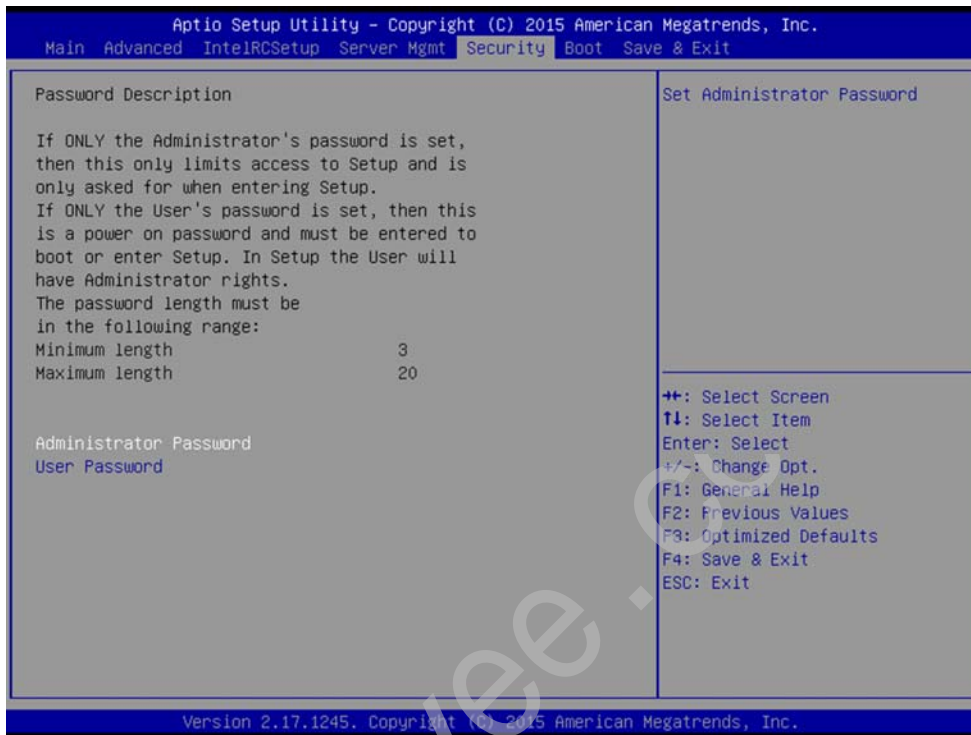 Aptio Setup Utility – Copyright (C) 2015 American Megatrends, Inc.
Main Advanced IntelRCSetup Server Mgmt Security Boot Save & Exit
Password Description
If ONLY the Administrator's password is set,
then this only limits access to Setup and is
only asked for when entering Setup.
If ONLY the User's password is set, then this
is a power on password and must be entered to
boot or enter Setup. In Setup the User will
have Administrator rights.
The password length must be
in the following range:
Minimum length 3
Maximum length 20
Administrator Password
User Password
Set Administrator Password
→←: Select Screen
↑↓: Select Item
Enter: Select
+/-: Change Opt.
F1: General Help
F2: Previous Values
F3: Optimized Defaults
F4: Save & Exit
ESC: Exit
Version 2.17.1245. Copyright (C) 2015 American Megatrends, Inc.